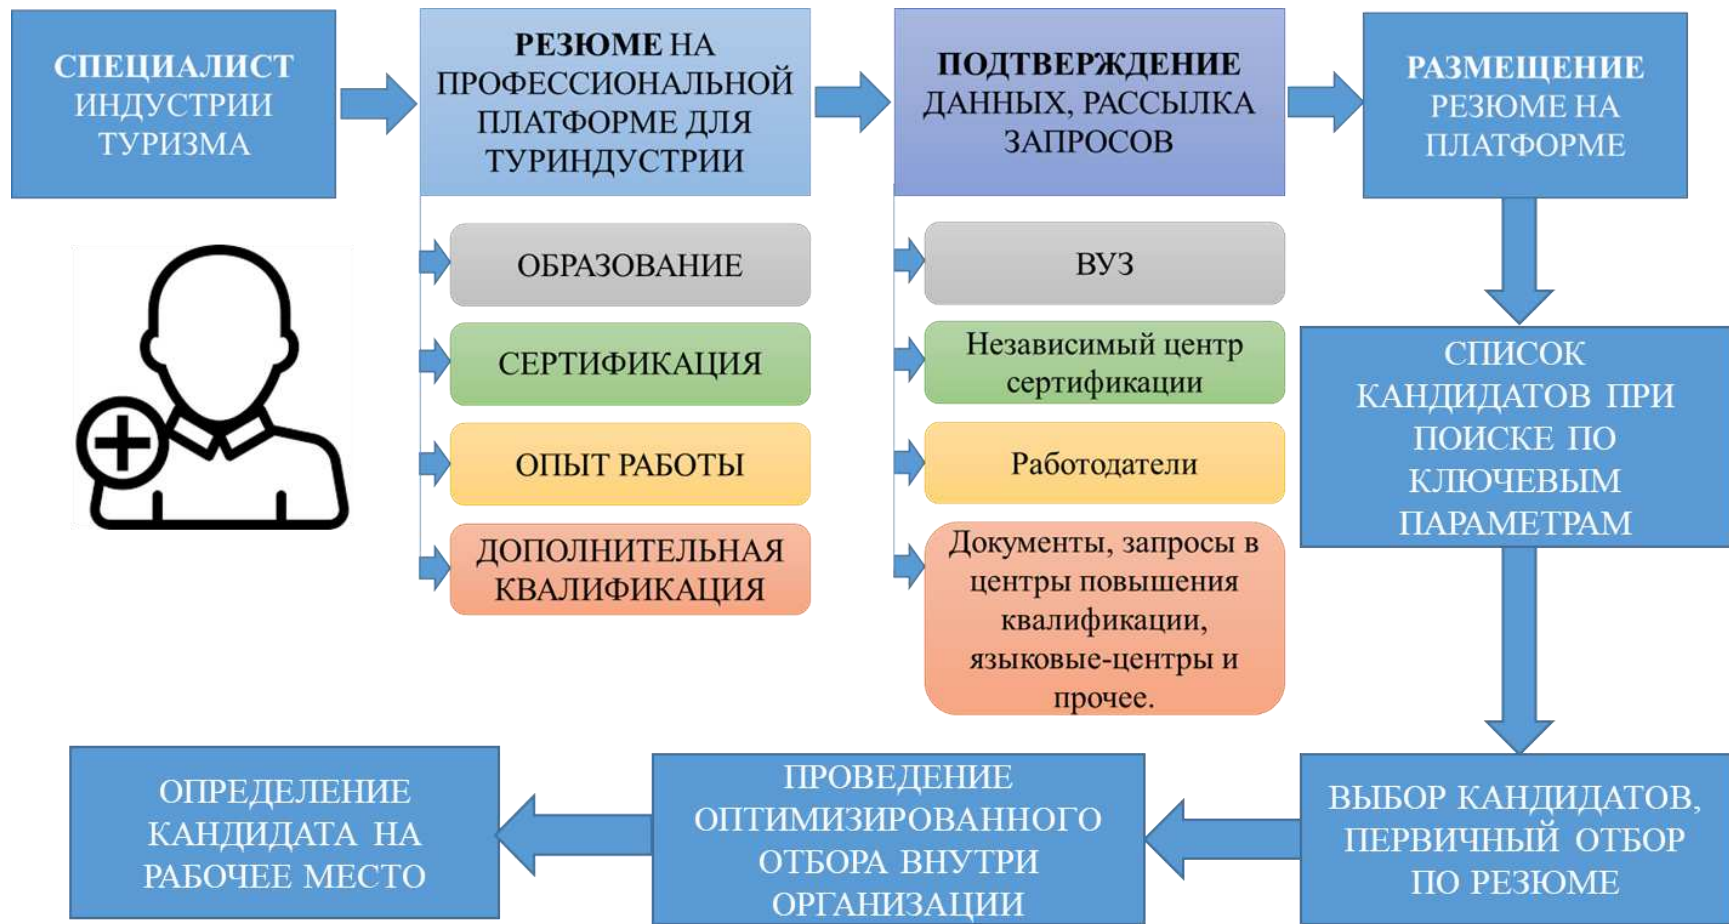 СПЕЦИАЛИСТ
ИНДУСТРИИ
ТУРИЗМА
РЕЗЮМЕ НА
ПРОФЕССИОНАЛЬНОЙ
ПЛАТФОРМЕ ДЛЯ
ТУРИНДУСТРИИ
ОБРАЗОВАНИЕ
СЕРТИФИКАЦИЯ
ОПЫТ РАБОТЫ
ДОПОЛНИТЕЛЬНАЯ
КВАЛИФИКАЦИЯ
ПОДТВЕРЖДЕНИЕ
ДАННЫХ, РАССЫЛКА
ЗАПРОСОВ
ВУЗ
Независимый центр
сертификации
Работодатели
Документы, запросы в
центры повышения
квалификации,
языковые-центры и
прочее.
РАЗМЕЩЕНИЕ
РЕЗЮМЕ НА
ПЛАТФОРМЕ
СПИСОК
КАНДИДАТОВ ПРИ
ПОИСКЕ ПО
КЛЮЧЕВЫМ
ПАРАМЕТРАМ
ВЫБОР КАНДИДАТОВ,
ПЕРВИЧНЫЙ ОТБОР
ПО РЕЗЮМЕ
ПРОВЕДЕНИЕ
ОПТИМИЗИРОВАННОГО
ОТБОРА ВНУТРИ
ОРГАНИЗАЦИИ
ОПРЕДЕЛЕНИЕ
КАНДИДАТА НА
РАБОЧЕЕ МЕСТО